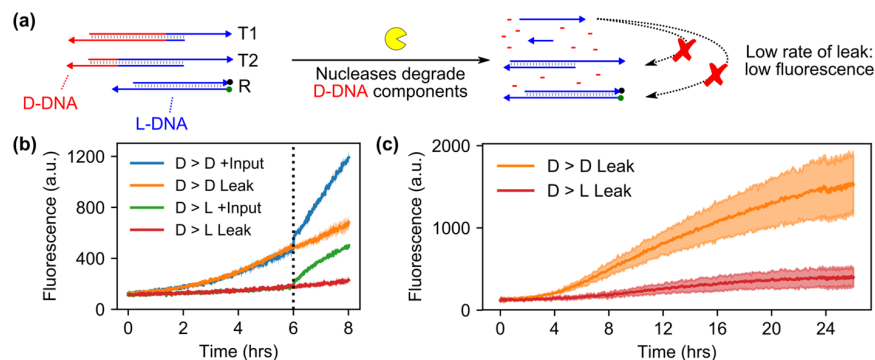 (a)
T1
T2
R
D-DNA
L-DNA
Nucleases degrade
D-DNA components
Low rate of leak:
low fluorescence
(b)
Fluorescence (a.u.)
1200
800
400
0
D > D +Input
D > D Leak
D > L +Input
D > L Leak
0 2 4 6 8
Time (hrs)
(c)
Fluorescence (a.u.)
2000
1000
0
D > D Leak
D > L Leak
0 4 8 12 16 20 24
Time (hrs)